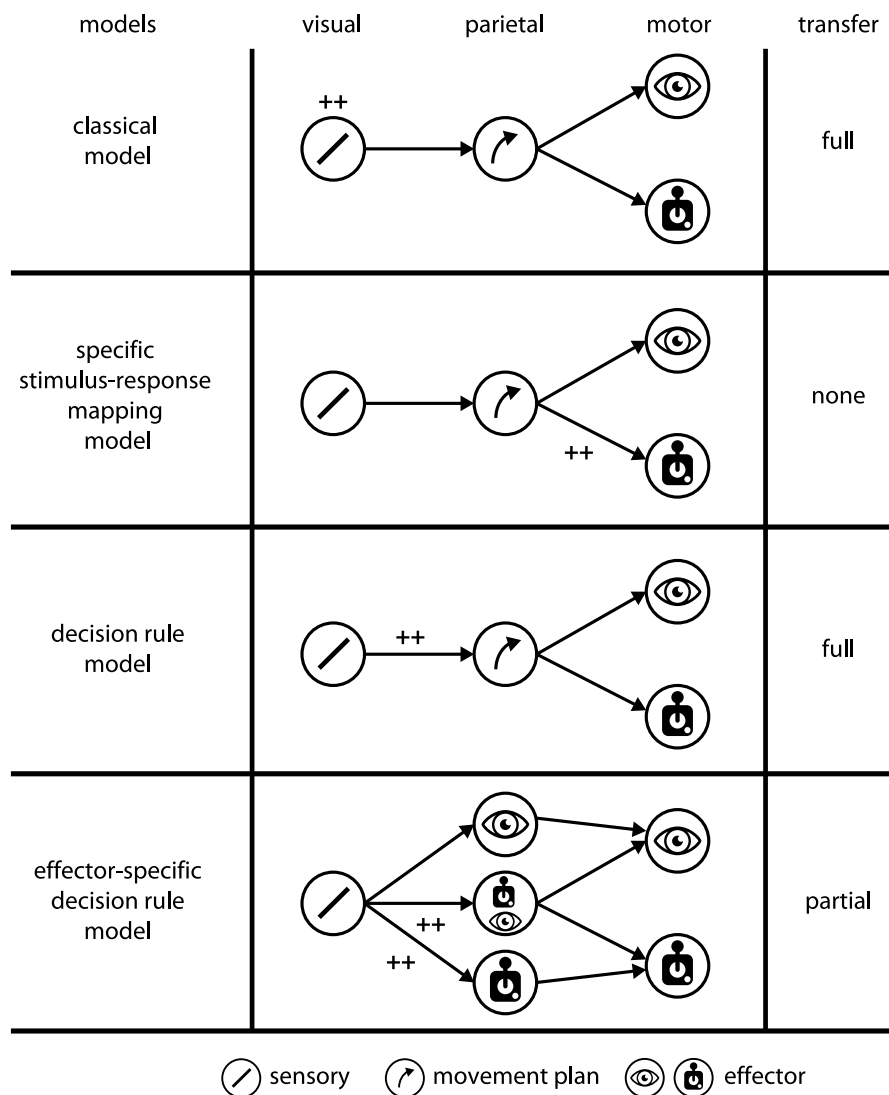 models visual parietal motor transfer
++
classical
model
full
specific
stimulus-response
mapping
model
++
none
decision rule
model
++
full
effector-specific
decision rule
model
++
++
partial
sensory movement plan effector